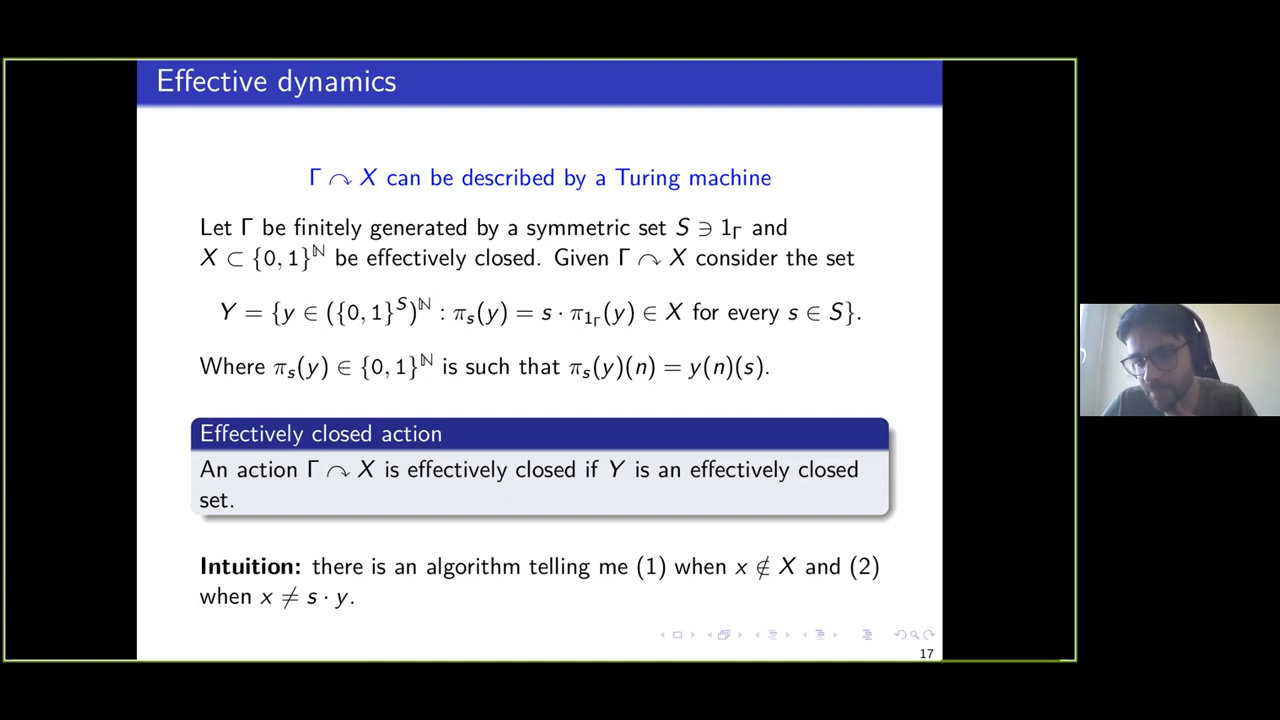 Effective dynamics
Γ ↷ X can be described by a Turing machine
Let Γ be finitely generated by a symmetric set S ∋ 1_Γ and
X ⊂ {0, 1}^ℕ be effectively closed. Given Γ ↷ X consider the set
Y = {y ∈ ({0, 1}^S)^ℕ : π_s(y) = s · π_{1_Γ}(y) ∈ X for every s ∈ S}.
Where π_s(y) ∈ {0, 1}^ℕ is such that π_s(y)(n) = y(n)(s).
Effectively closed action
An action Γ ↷ X is effectively closed if Y is an effectively closed
set.
Intuition: there is an algorithm telling me (1) when x ∉ X and (2)
when x ≠ s · y.
17